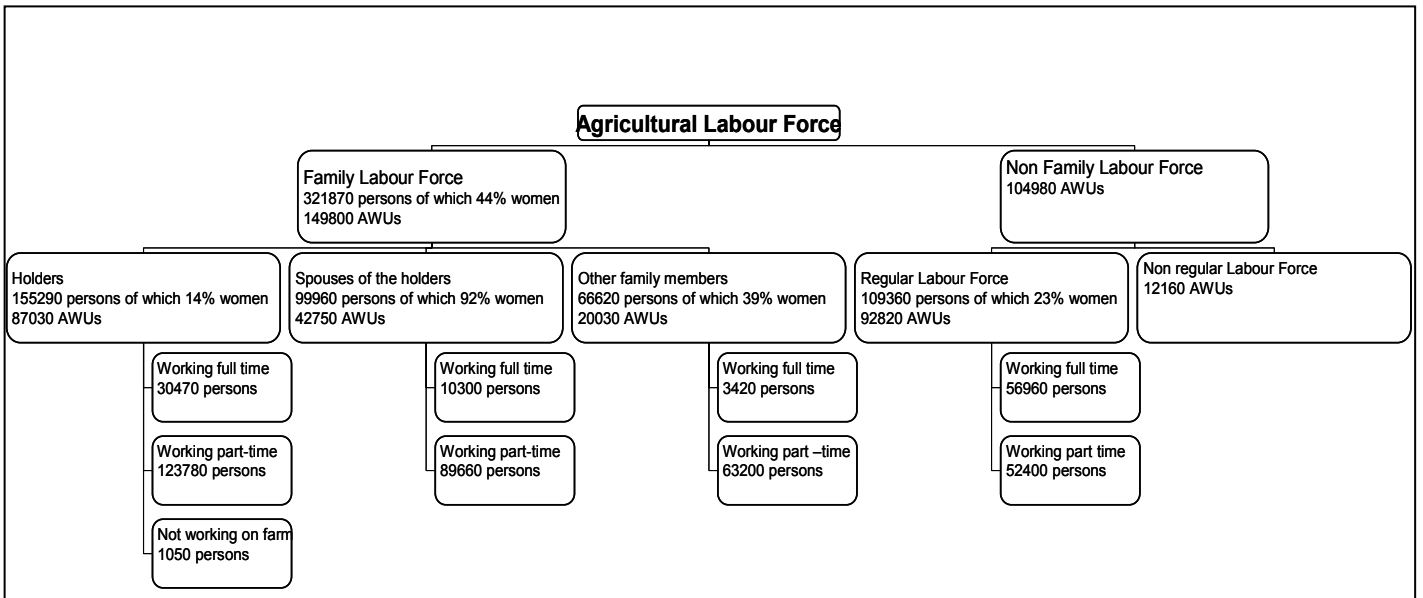 Agricultural Labour Force
Family Labour Force
321870 persons of which 44% women
149800 AWUs
Non Family Labour Force
104980 AWUs
Holders
155290 persons of which 14% women
87030 AWUs
Spouses of the holders
99960 persons of which 92% women
42750 AWUs
Other family members
66620 persons of which 39% women
20030 AWUs
Regular Labour Force
109360 persons of which 23% women
92820 AWUs
Non regular Labour Force
12160 AWUs
Working full time
30470 persons
Working full time
10300 persons
Working full time
3420 persons
Working full time
56960 persons
Working part-time
123780 persons
Working part-time
89660 persons
Working part –time
63200 persons
Working part time
52400 persons
Not working on farm
1050 persons